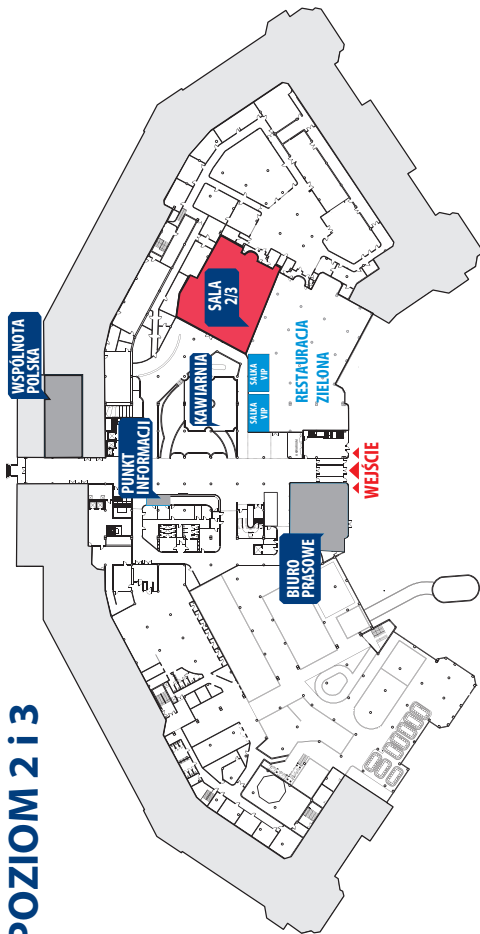 POZIOM 2 i 3
WSPÓLNOTA
POLSKA
PUNKT
INFORMACJI
KAWIARNIA
SALA
2/3
SALKA
VIP
SALKA
VIP
RESTAURACJA
ZIELONA
BIURO
PRASOWE
WEJŚCIE